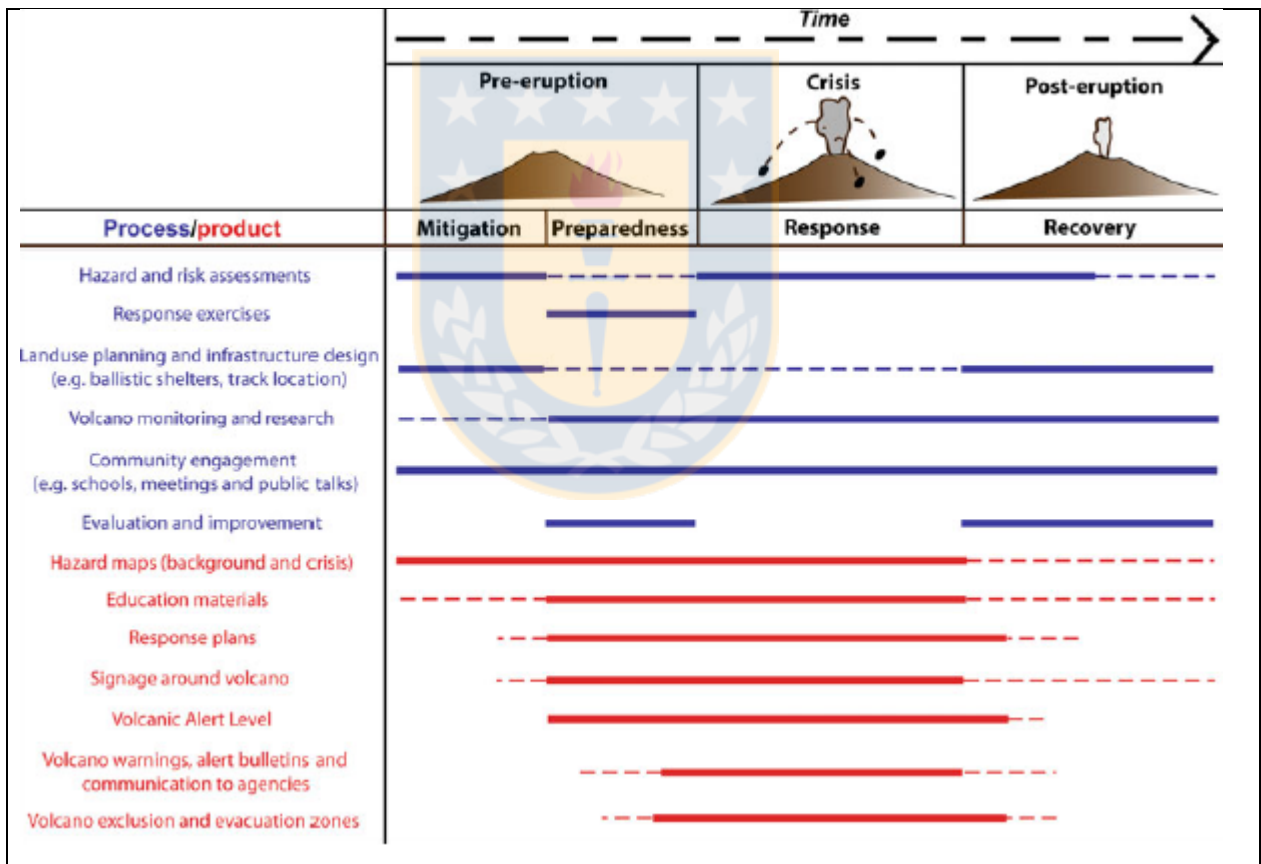 Time
Pre-eruption
Crisis
Post-eruption
Process/product
Mitigation
Preparedness
Response
Recovery
Hazard and risk assessments
Response exercises
Landuse planning and infrastructure design
(e.g. ballistic shelters, track location)
Volcano monitoring and research
Community engagement
(e.g. schools, meetings and public talks)
Evaluation and improvement
Hazard maps (background and crisis)
Education materials
Response plans
Signage around volcano
Volcanic Alert Level
Volcano warnings, alert bulletins and
communication to agencies
Volcano exclusion and evacuation zones